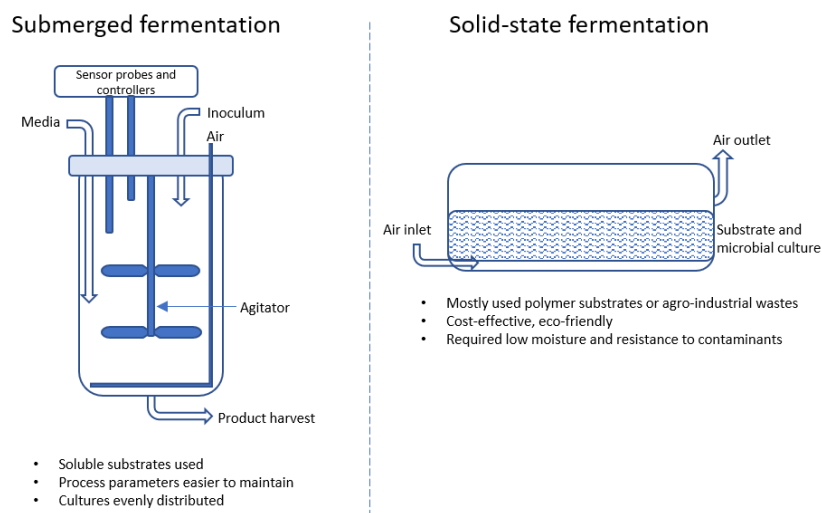 Submerged fermentation
Sensor probes and
controllers
Media
Inoculum
Air
Agitator
Product harvest
• Soluble substrates used
• Process parameters easier to maintain
• Cultures evenly distributed
Solid-state fermentation
Air outlet
Air inlet
Substrate and
microbial culture
• Mostly used polymer substrates or agro-industrial wastes
• Cost-effective, eco-friendly
• Required low moisture and resistance to contaminants